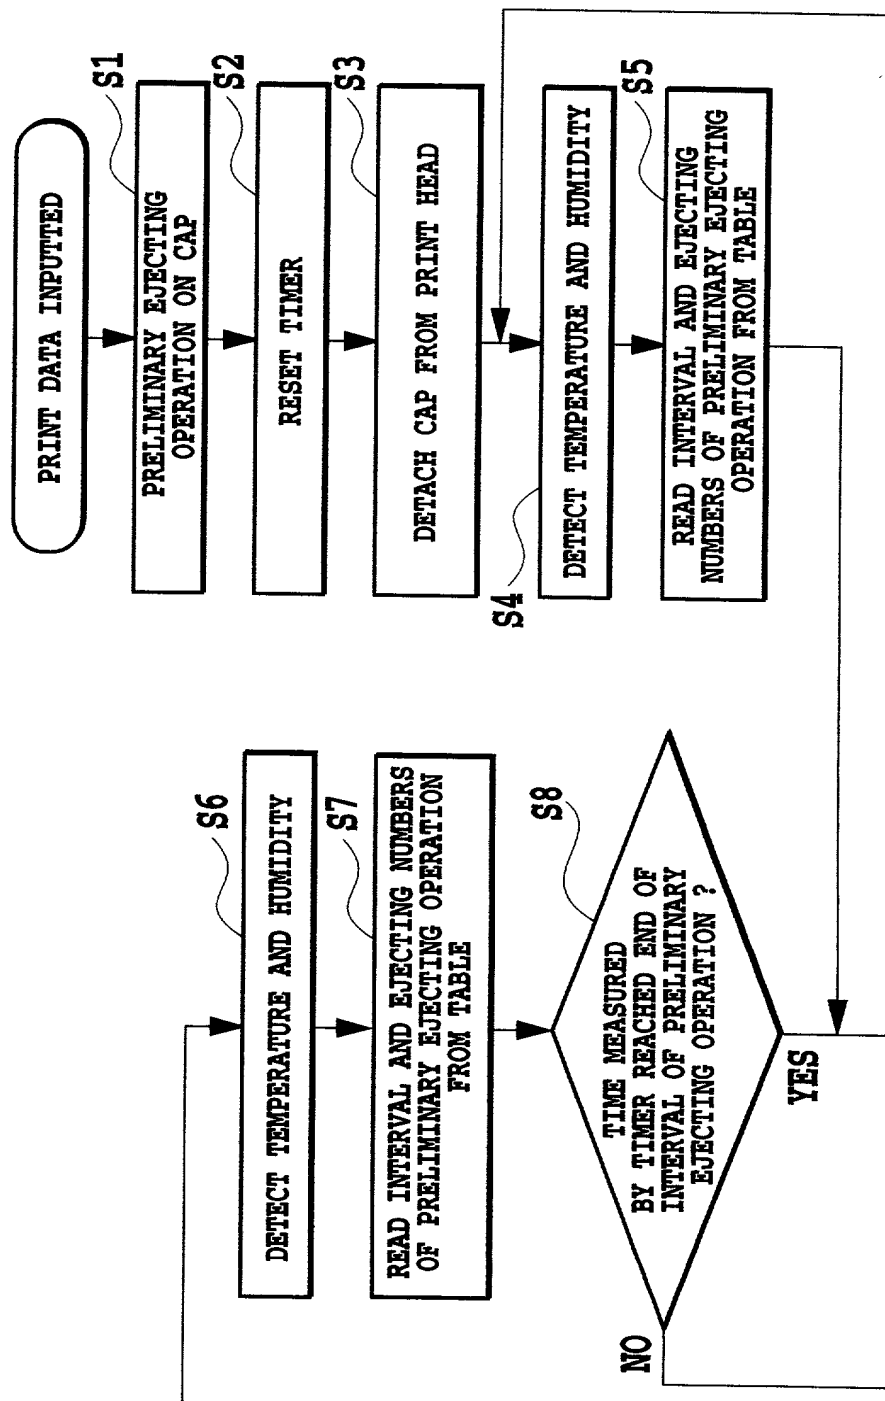 PRINT DATA INPUTTED
S1
PRELIMINARY EJECTING
OPERATION ON CAP
S2
RESET TIMER
S3
DETACH CAP FROM PRINT HEAD
S4
DETECT TEMPERATURE AND HUMIDITY
S5
READ INTERVAL AND EJECTING
NUMBERS OF PRELIMINARY EJECTING
OPERATION FROM TABLE
S6
DETECT TEMPERATURE AND HUMIDITY
S7
READ INTERVAL AND EJECTING NUMBERS
OF PRELIMINARY EJECTING OPERATION
FROM TABLE
S8
TIME MEASURED
BY TIMER REACHED END OF
INTERVAL OF PRELIMINARY
EJECTING OPERATION ?
NO
YES